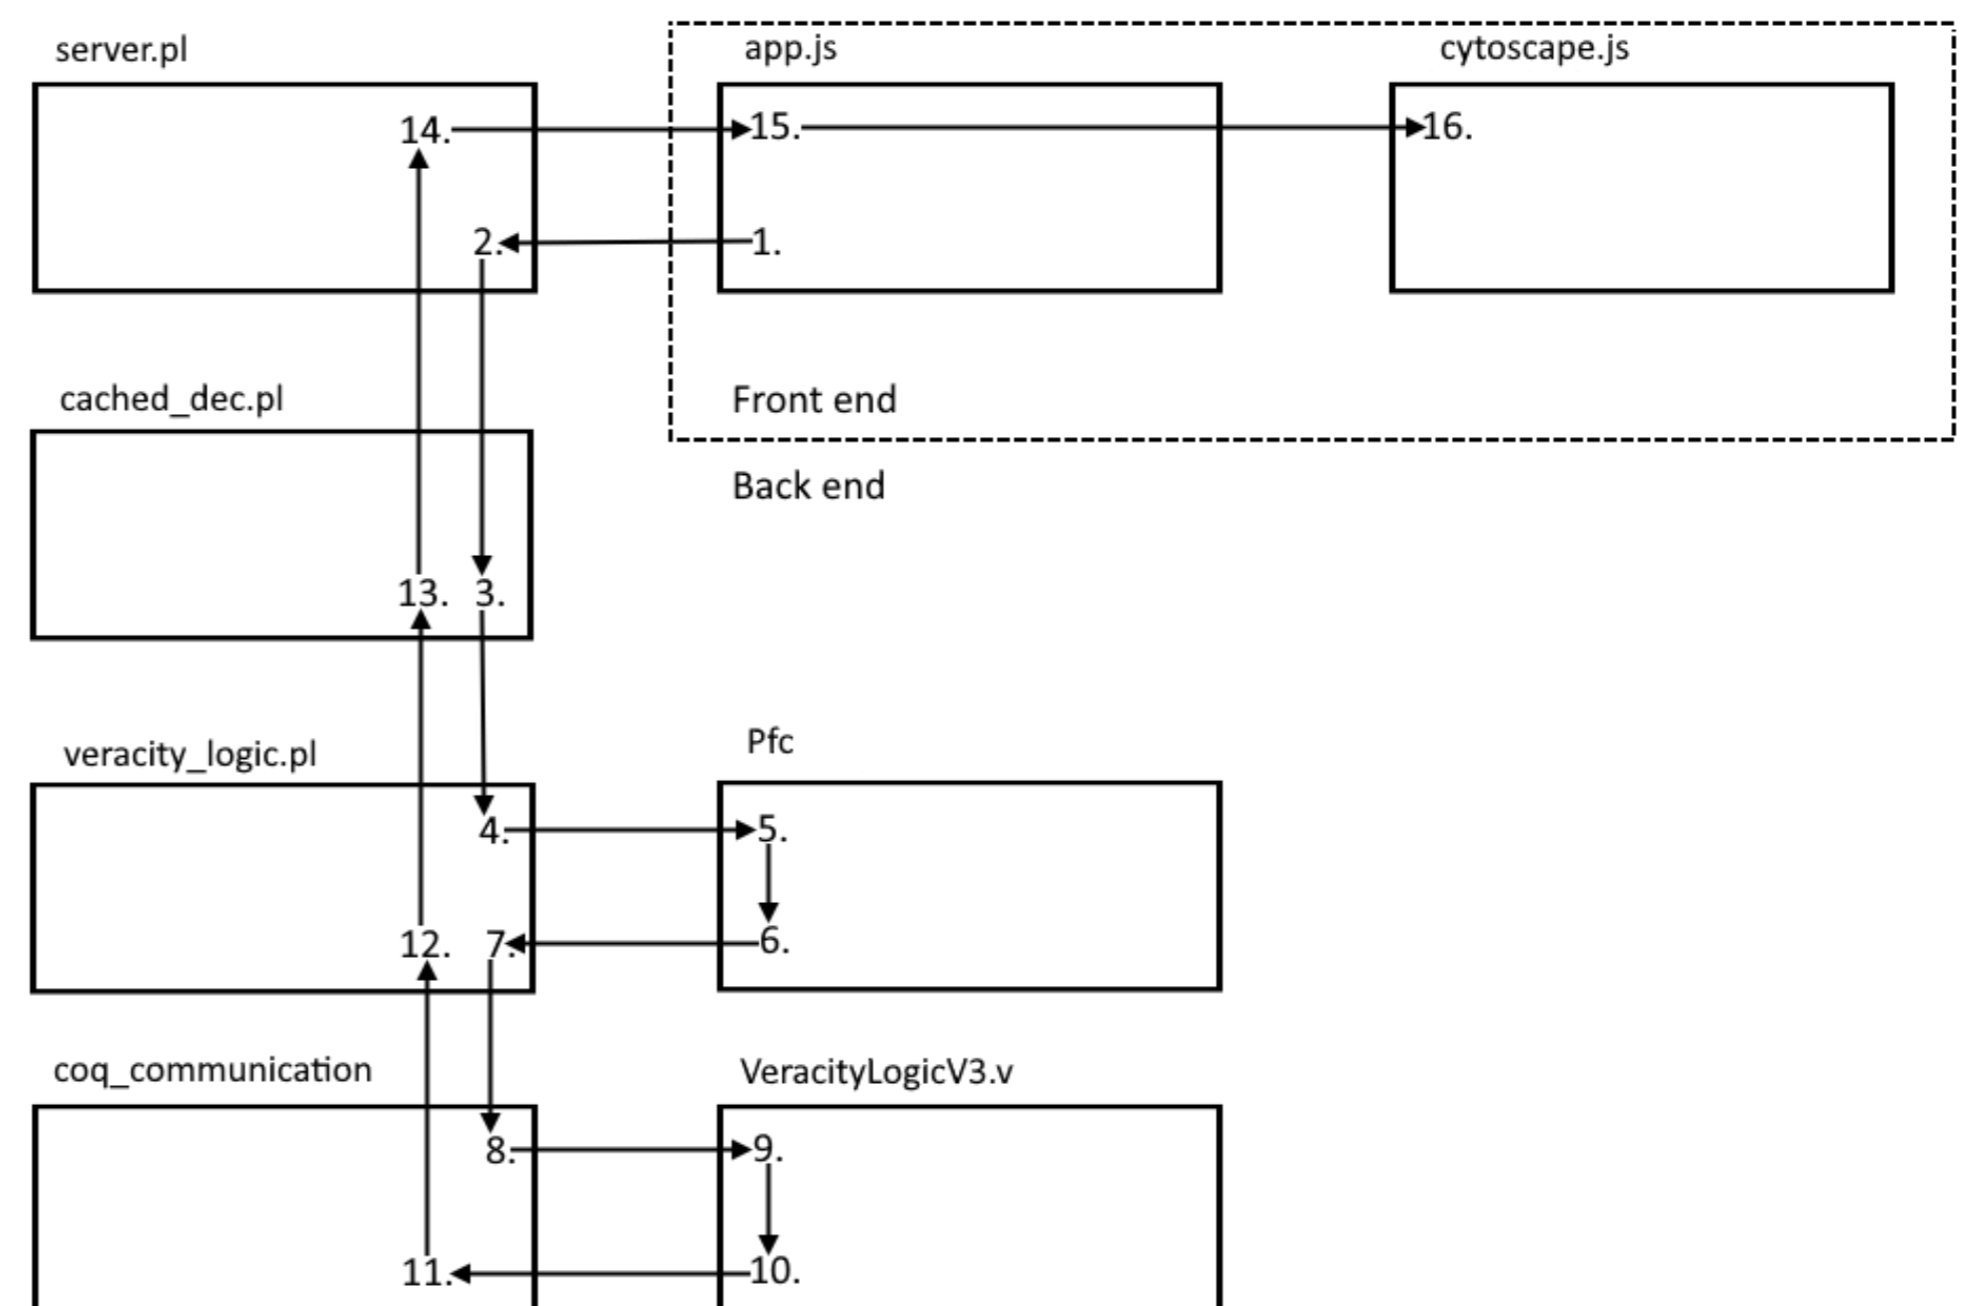 server.pl
app.js
cytoscape.js
14.
15.
16.
2.
1.
cached_dec.pl
Front end
Back end
13.
3.
veracity_logic.pl
Pfc
4.
5.
12.
7.
6.
coq_communication
VeracityLogicV3.v
8.
9.
11.
10.